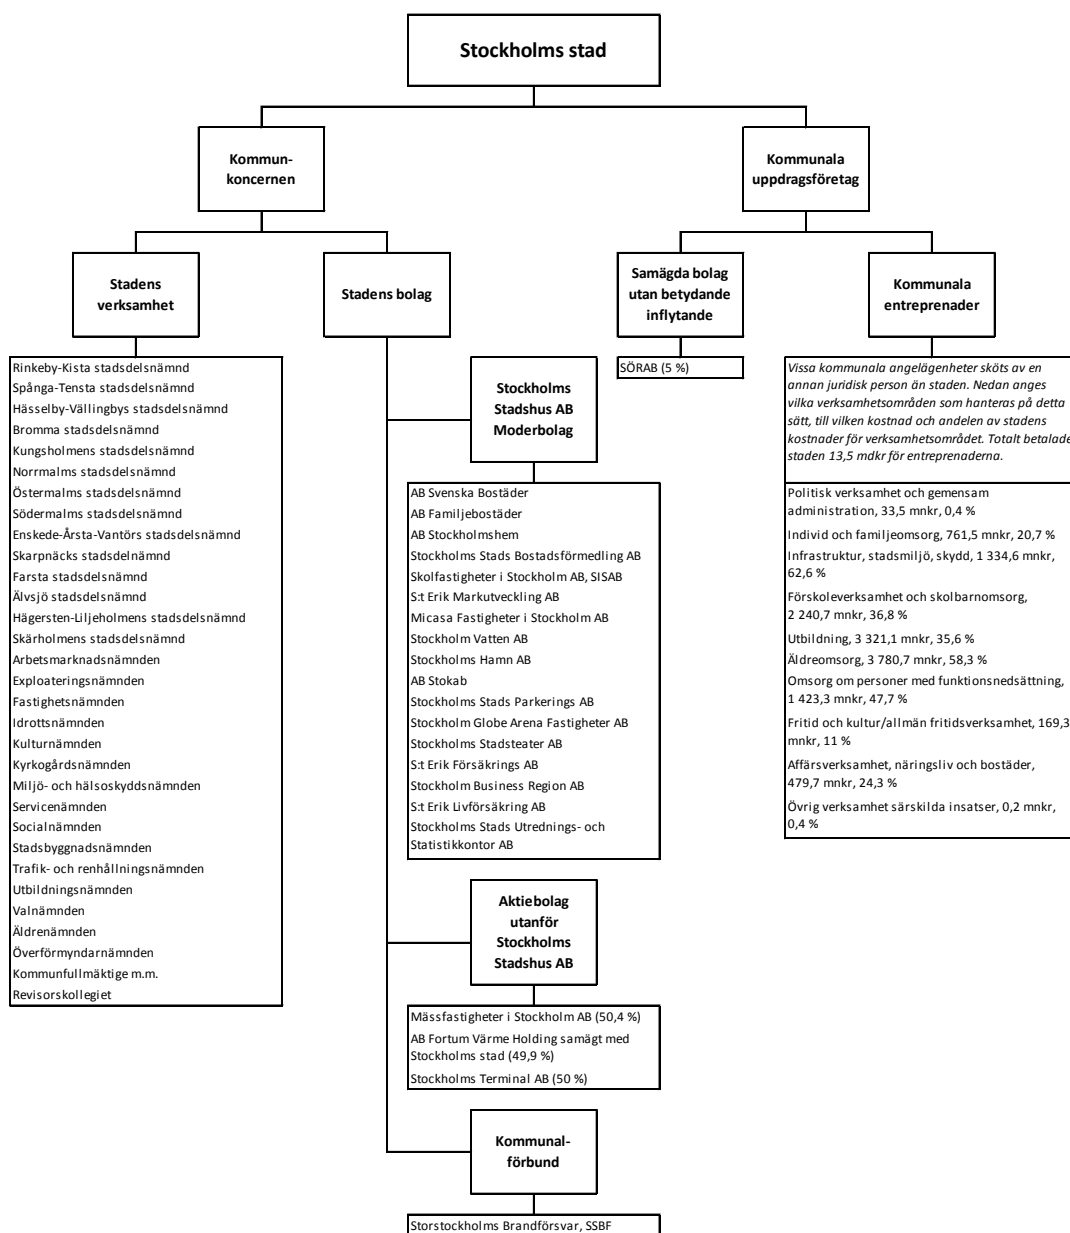 Stockholms stad
Kommun-
koncernen
Kommunala
uppdragsföretag
Stadens
verksamhet
Stadens bolag
Samägda bolag
utan betydande
inflytande
Kommunala
entreprenader
Rinkeby-Kista stadsdelsnämnd
Spånga-Tensta stadsdelsnämnd
Hässelby-Vällingbys stadsdelsnämnd
Bromma stadsdelsnämnd
Kungsholmens stadsdelsnämnd
Norrmalms stadsdelsnämnd
Östermalms stadsdelsnämnd
Södermalms stadsdelsnämnd
Enskede-Årsta-Vantörs stadsdelsnämnd
Skarpnäcks stadsdelnämnd
Farsta stadsdelsnämnd
Älvsjö stadsdelsnämnd
Hägersten-Liljeholmens stadsdelsnämnd
Skärholmens stadsdelsnämnd
Arbetsmarknadsnämnden
Exploateringsnämnden
Fastighetsnämnden
Idrottsnämnden
Kulturnämnden
Kyrkogårdsnämnden
Miljö- och hälsoskyddsnämnden
Servicenämnden
Socialnämnden
Stadsbyggnadsnämnden
Trafik- och renhållningsnämnden
Utbildningsnämnden
Valnämnden
Äldrenämnden
Överförmyndarnämnden
Kommunfullmäktige m.m.
Revisorskollegiet
Stockholms
Stadshus AB
Moderbolag
AB Svenska Bostäder
AB Familjebostäder
AB Stockholmshem
Stockholms Stads Bostadsförmedling AB
Skolfastigheter i Stockholm AB, SISAB
S:t Erik Markutveckling AB
Micasa Fastigheter i Stockholm AB
Stockholm Vatten AB
Stockholms Hamn AB
AB Stokab
Stockholms Stads Parkerings AB
Stockholm Globe Arena Fastigheter AB
Stockholms Stadsteater AB
S:t Erik Försäkrings AB
Stockholm Business Region AB
S:t Erik Livförsäkring AB
Stockholms Stads Utrednings- och
Statistikkontor AB
Aktiebolag
utanför
Stockholms
Stadshus AB
Mässfastigheter i Stockholm AB (50,4 %)
AB Fortum Värme Holding samägt med
Stockholms stad (49,9 %)
Stockholms Terminal AB (50 %)
Kommunal-
förbund
Storstockholms Brandförsvar, SSBF
SÖRAB (5 %)
Vissa kommunala angelägenheter sköts av en
annan juridisk person än staden. Nedan anges
vilka verksamhetsområden som hanteras på detta
sätt, till vilken kostnad och andelen av stadens
kostnader för verksamhetsområdet. Totalt betalade
staden 13,5 mdkr för entreprenaderna.
Politisk verksamhet och gemensam
administration, 33,5 mnkr, 0,4 %
Individ och familjeomsorg, 761,5 mnkr, 20,7 %
Infrastruktur, stadsmiljö, skydd, 1 334,6 mnkr,
62,6 %
Förskoleverksamhet och skolbarnomsorg,
2 240,7 mnkr, 36,8 %
Utbildning, 3 321,1 mnkr, 35,6 %
Äldreomsorg, 3 780,7 mnkr, 58,3 %
Omsorg om personer med funktionsnedsättning,
1 423,3 mnkr, 47,7 %
Fritid och kultur/allmän fritidsverksamhet, 169,3
mnkr, 11 %
Affärsverksamhet, näringsliv och bostäder,
479,7 mnkr, 24,3 %
Övrig verksamhet särskilda insatser, 0,2 mnkr,
0,4 %